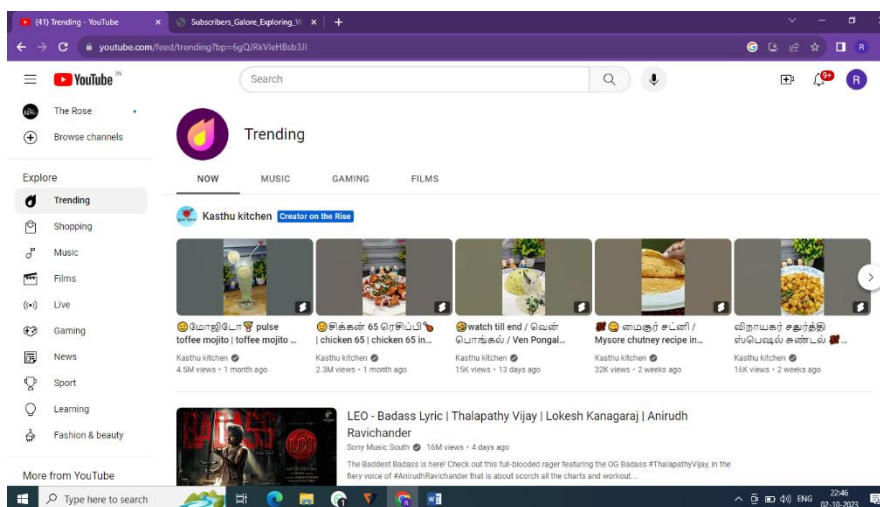 (41) Trending - YouTube
Subscribers_Galore_Exploring_
youtube.com/feed/trending?bp=6gQJRkVleHBsb3Jl
R
YouTube IN
Search
9+
R
The Rose
Browse channels
Explore
Trending
Shopping
Music
Films
Live
Gaming
News
Sport
Learning
Fashion & beauty
More from YouTube
Trending
NOW MUSIC GAMING FILMS
Kasthu kitchen Creator on the Rise
மோஜிடோ pulse
toffee mojito | toffee mojito ...
Kasthu kitchen
4.5M views • 1 month ago
சிக்கன் 65 ரெசிப்பி
| chicken 65 | chicken 65 in...
Kasthu kitchen
2.3M views • 1 month ago
watch till end / வென்
பொங்கல் / Ven Pongal...
Kasthu kitchen
15K views • 13 days ago
மைசூர் சட்னி /
Mysore chutney recipe in...
Kasthu kitchen
32K views • 2 weeks ago
விநாயகர் சதுர்த்தி
ஸ்பெஷல் சுண்டல் ...
Kasthu kitchen
16K views • 2 weeks ago
BADASS
LEO - Badass Lyric | Thalapathy Vijay | Lokesh Kanagaraj | Anirudh
Ravichander
Sony Music South 16M views • 4 days ago
The Baddest Badass is here! Check out this full-blooded rager featuring the OG Badass #ThalapathyVijay, in the
fiery voice of #AnirudhRavichander that is about scorch all the charts and workout...
Type here to search
ENG
22:46
02-10-2023